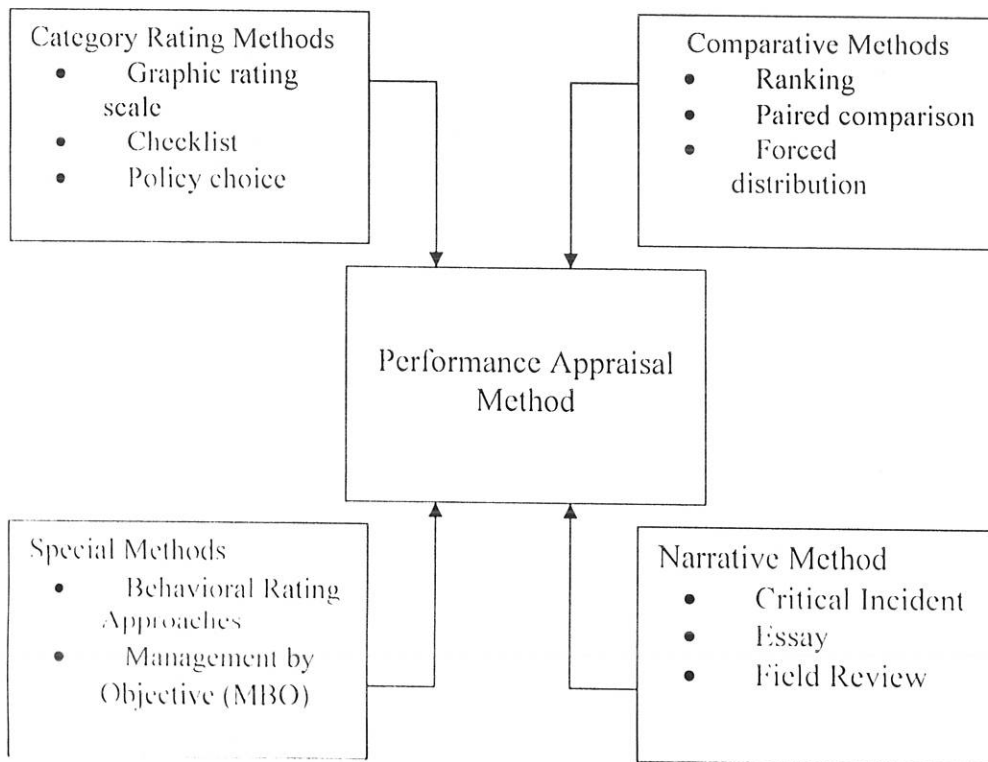 Category Rating Methods
• Graphic rating
scale
• Checklist
• Policy choice
Comparative Methods
• Ranking
• Paired comparison
• Forced
distribution
Performance Appraisal
Method
Special Methods
• Behavioral Rating
Approaches
• Management by
Objective (MBO)
Narrative Method
• Critical Incident
• Essay
• Field Review